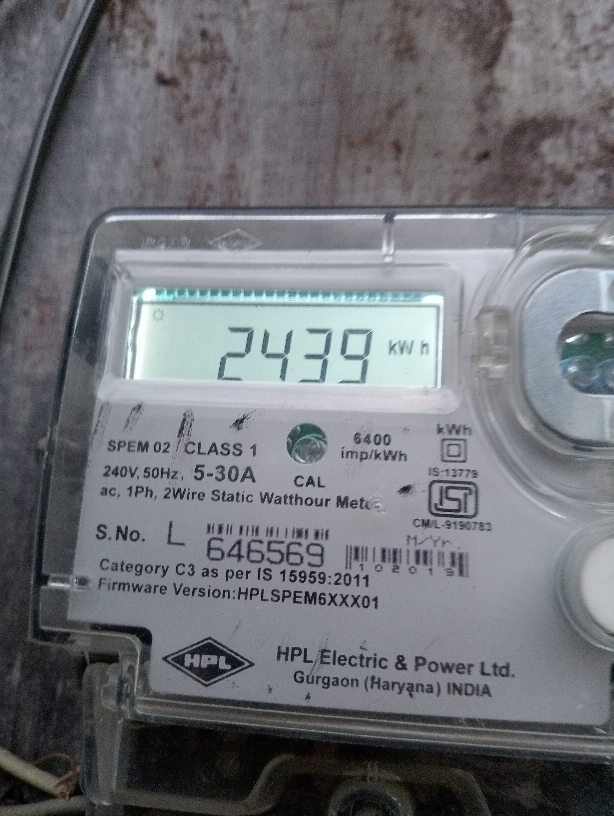 2439 kWh
SPEM 02 CLASS 1
240V, 50Hz, 5-30A
ac, 1Ph, 2Wire Static Watthour
CAL
6400
imp/kWh
kWh
IS:13779
ISI
CM/L-9190783
S.No. L 646569
M/Yr.
102019
Category C3 as per IS 15959:2011
Firmware Version:HPLSPEM6XXX01
HPL
HPL Electric & Power Ltd.
Gurgaon (Haryana) INDIA